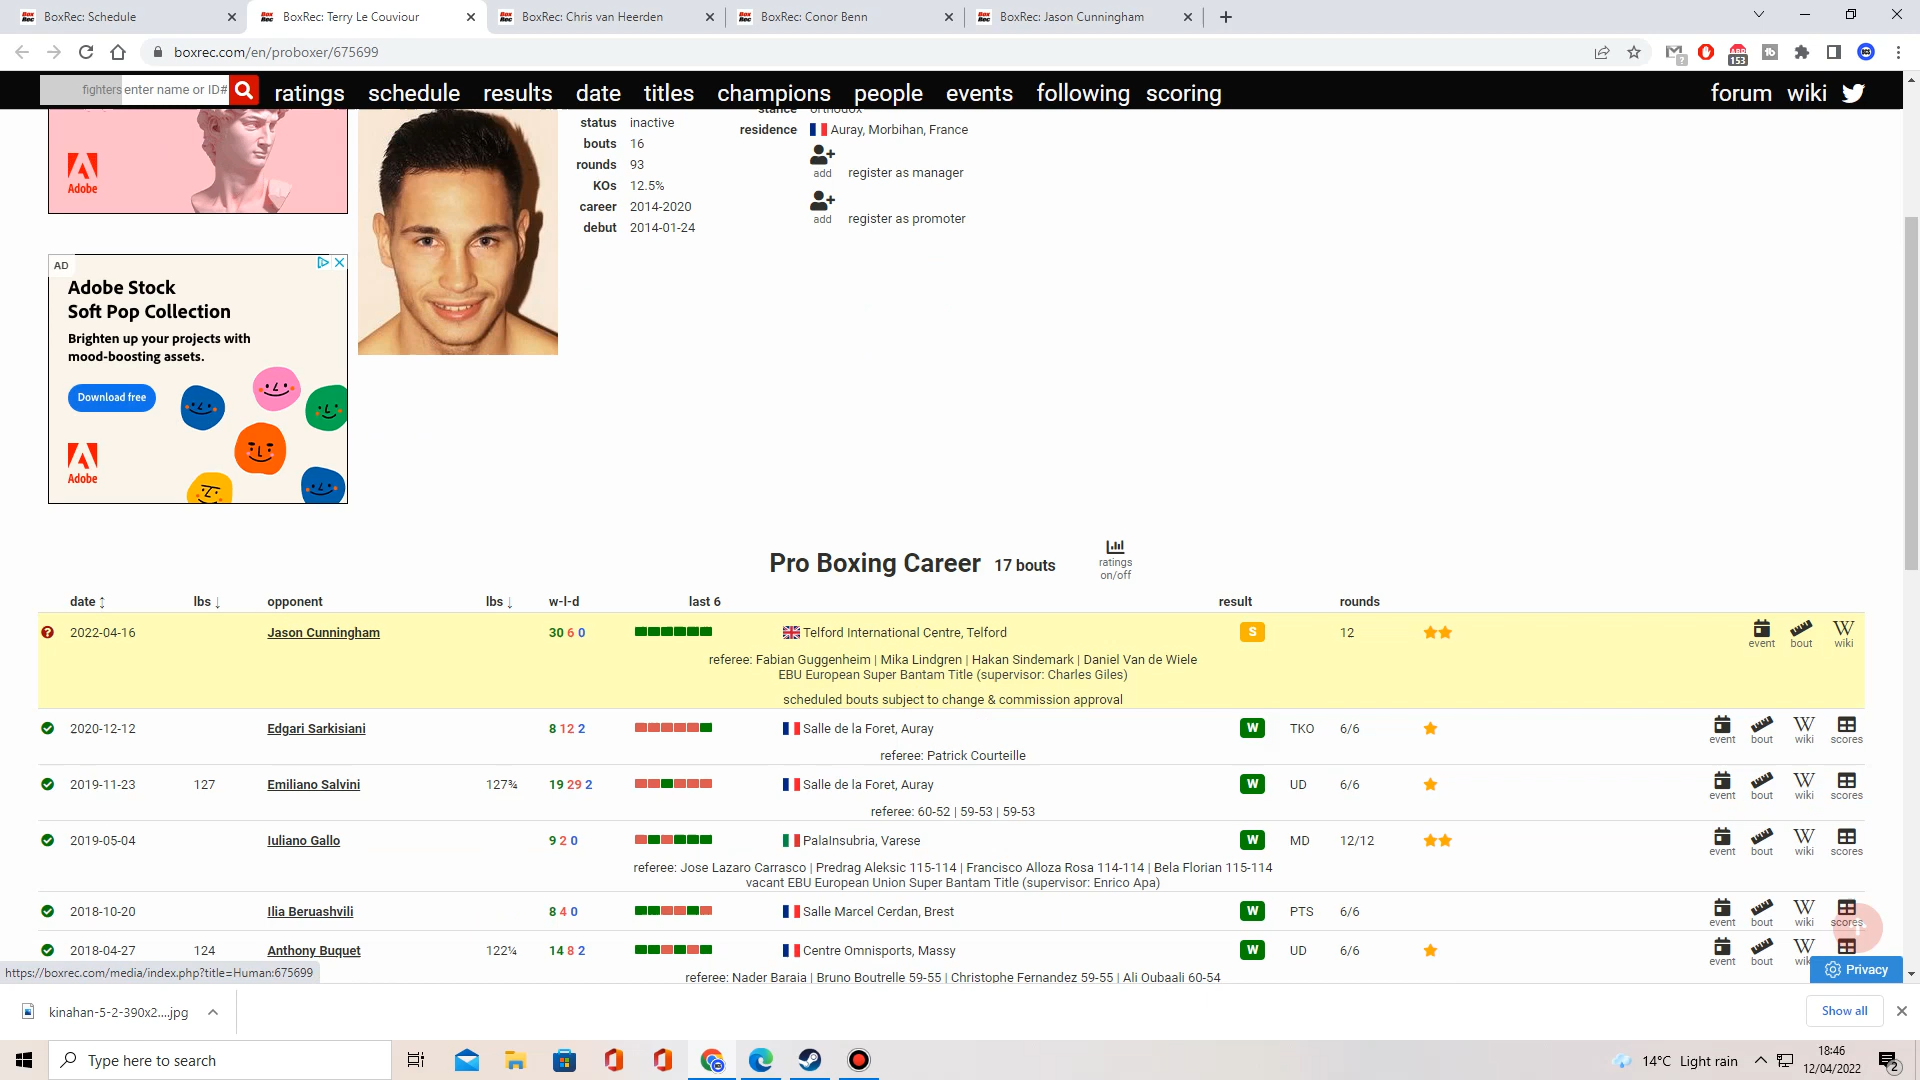 BoxRec: Schedule
BoxRec: Terry Le Couviour
BoxRec: Chris van Heerden
BoxRec: Conor Benn
BoxRec: Jason Cunningham
boxrec.com/en/proboxer/675699
153
fighters enter name or ID#
ratings schedule results date titles champions people events following scoring forum wiki
Adobe
AD
Adobe Stock
Soft Pop Collection
Brighten up your projects with
mood-boosting assets.
Download free
Adobe
status inactive
bouts 16
rounds 93
KOs 12.5%
career 2014-2020
debut 2014-01-24
stance orthodox
residence Auray, Morbihan, France
add register as manager
add register as promoter
Pro Boxing Career 17 bouts
ratings
on/off
date lbs opponent lbs w-l-d last 6 result rounds
2022-04-16 Jason Cunningham 30 6 0 Telford International Centre, Telford S 12 event bout wiki
referee: Fabian Guggenheim | Mika Lindgren | Hakan Sindemark | Daniel Van de Wiele
EBU European Super Bantam Title (supervisor: Charles Giles)
scheduled bouts subject to change & commission approval
2020-12-12 Edgari Sarkisiani 8 12 2 Salle de la Foret, Auray W TKO 6/6 event bout wiki scores
referee: Patrick Courteille
2019-11-23 127 Emiliano Salvini 127¾ 19 29 2 Salle de la Foret, Auray W UD 6/6 event bout wiki scores
referee: 60-52 | 59-53 | 59-53
2019-05-04 Iuliano Gallo 9 2 0 PalaInsubria, Varese W MD 12/12 event bout wiki scores
referee: Jose Lazaro Carrasco | Predrag Aleksic 115-114 | Francisco Alloza Rosa 114-114 | Bela Florian 115-114
vacant EBU European Union Super Bantam Title (supervisor: Enrico Apa)
2018-10-20 Ilia Beruashvili 8 4 0 Salle Marcel Cerdan, Brest W PTS 6/6 event bout wiki scores
2018-04-27 124 Anthony Buquet 122¼ 14 8 2 Centre Omnisports, Massy W UD 6/6 event bout
referee: Nader Baraia | Bruno Boutrelle 59-55 | Christophe Fernandez 59-55 | Ali Oubaali 60-54
https://boxrec.com/media/index.php?title=Human:675699
Privacy
kinahan-5-2-390x2....jpg
Show all
Type here to search
14°C Light rain
18:46
12/04/2022
2